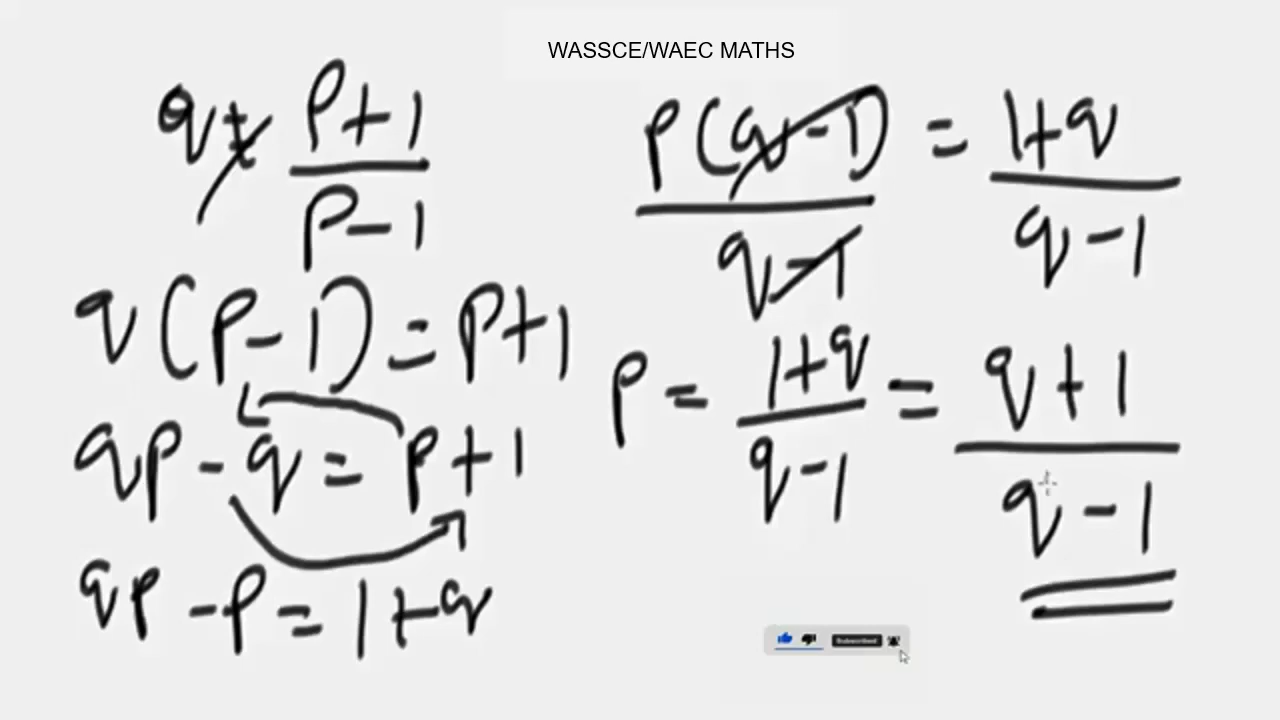 WASSCE/WAEC MATHS
q = p+1
p-1
q(p-1) = p+1
qp - q = p+1
qp - p = 1+q
p(q-1) = 1+q
q-1 q-1
p = 1+q = q+1
q-1 q-1
Subscribed